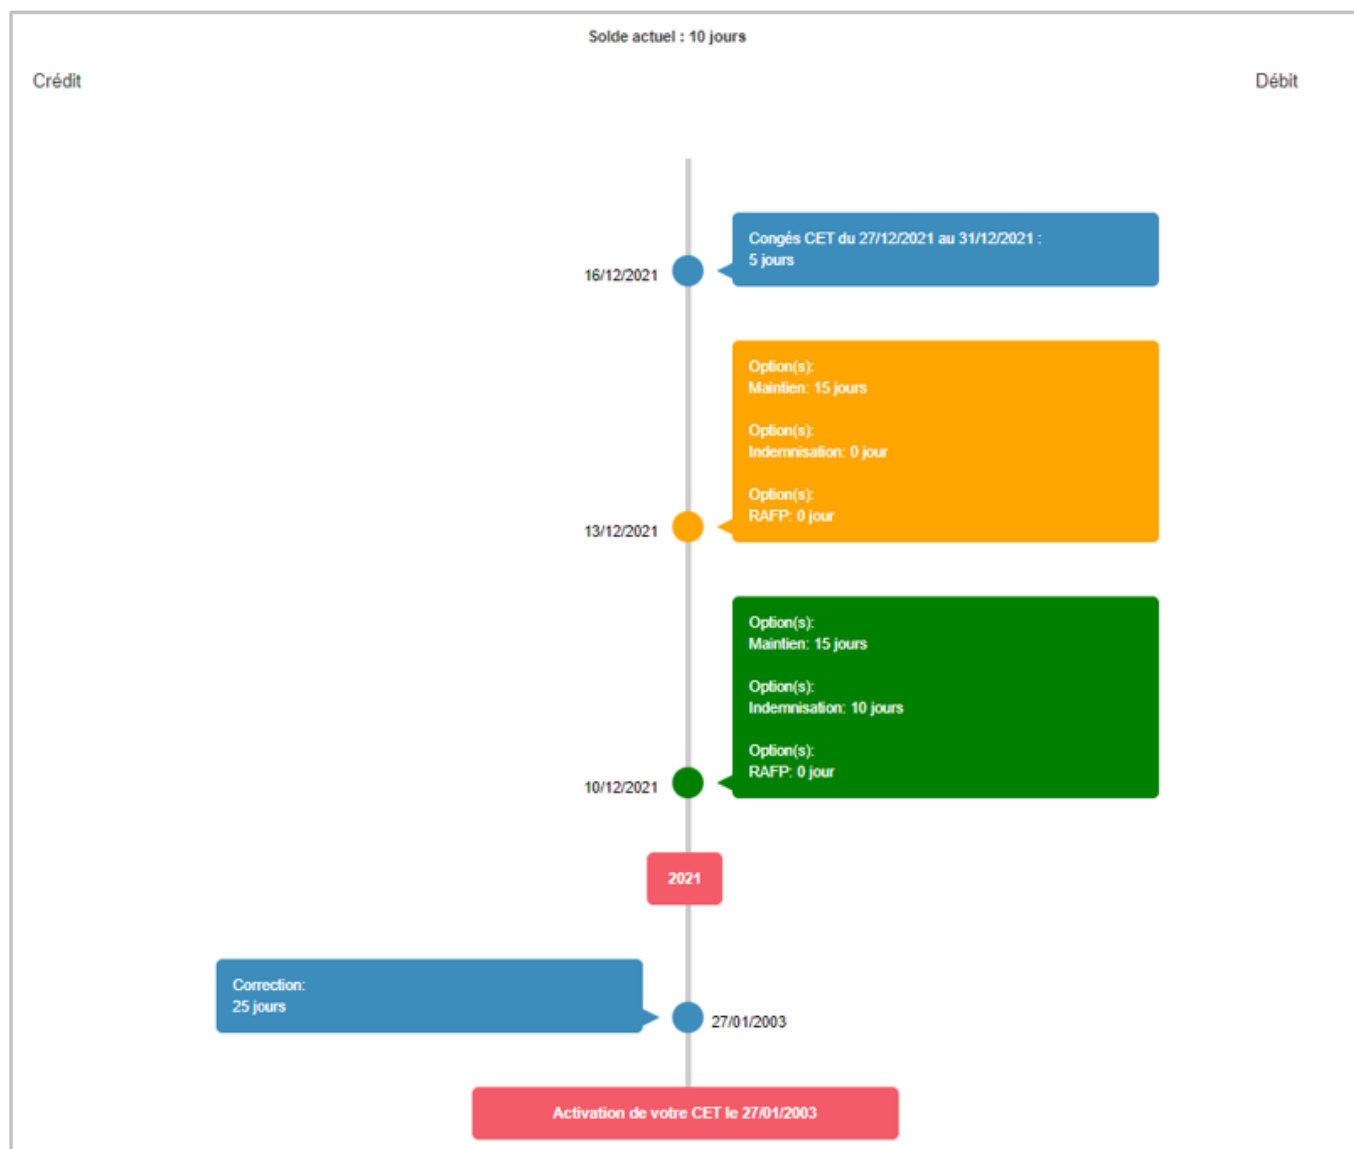 Solde actuel : 10 jours
Crédit
Débit
Congés CET du 27/12/2021 au 31/12/2021 :
5 jours
16/12/2021
Option(s):
Maintien: 15 jours
Option(s):
Indemnisation: 0 jour
Option(s):
RAFP: 0 jour
13/12/2021
Option(s):
Maintien: 15 jours
Option(s):
Indemnisation: 10 jours
Option(s):
RAFP: 0 jour
10/12/2021
2021
Correction:
25 jours
27/01/2003
Activation de votre CET le 27/01/2003